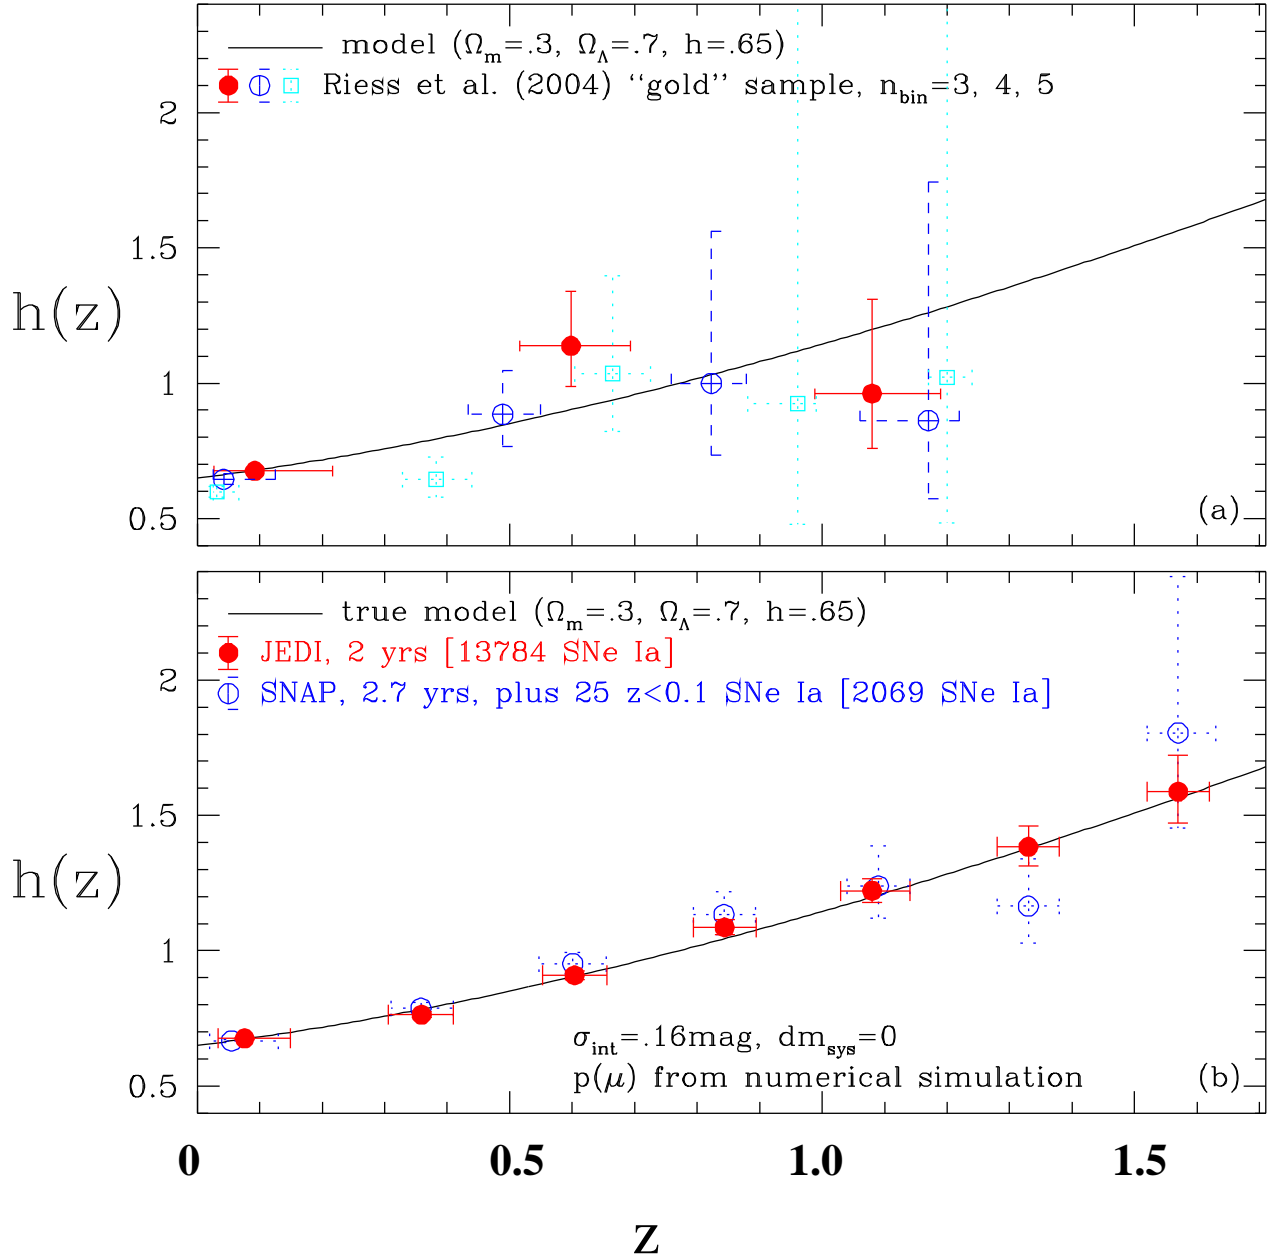 model (Ωm=.3, ΩΛ=.7, h=.65)
Riess et al. (2004) “gold” sample, nbin=3, 4, 5
2
1.5
h(z)
1
0.5
(a)
true model (Ωm=.3, ΩΛ=.7, h=.65)
JEDI, 2 yrs [13784 SNe Ia]
2
SNAP, 2.7 yrs, plus 25 z<0.1 SNe Ia [2069 SNe Ia]
1.5
h(z)
1
σint=.16mag, dmsys=0
p(μ) from numerical simulation
0.5
(b)
0 0.5 1.0 1.5
z